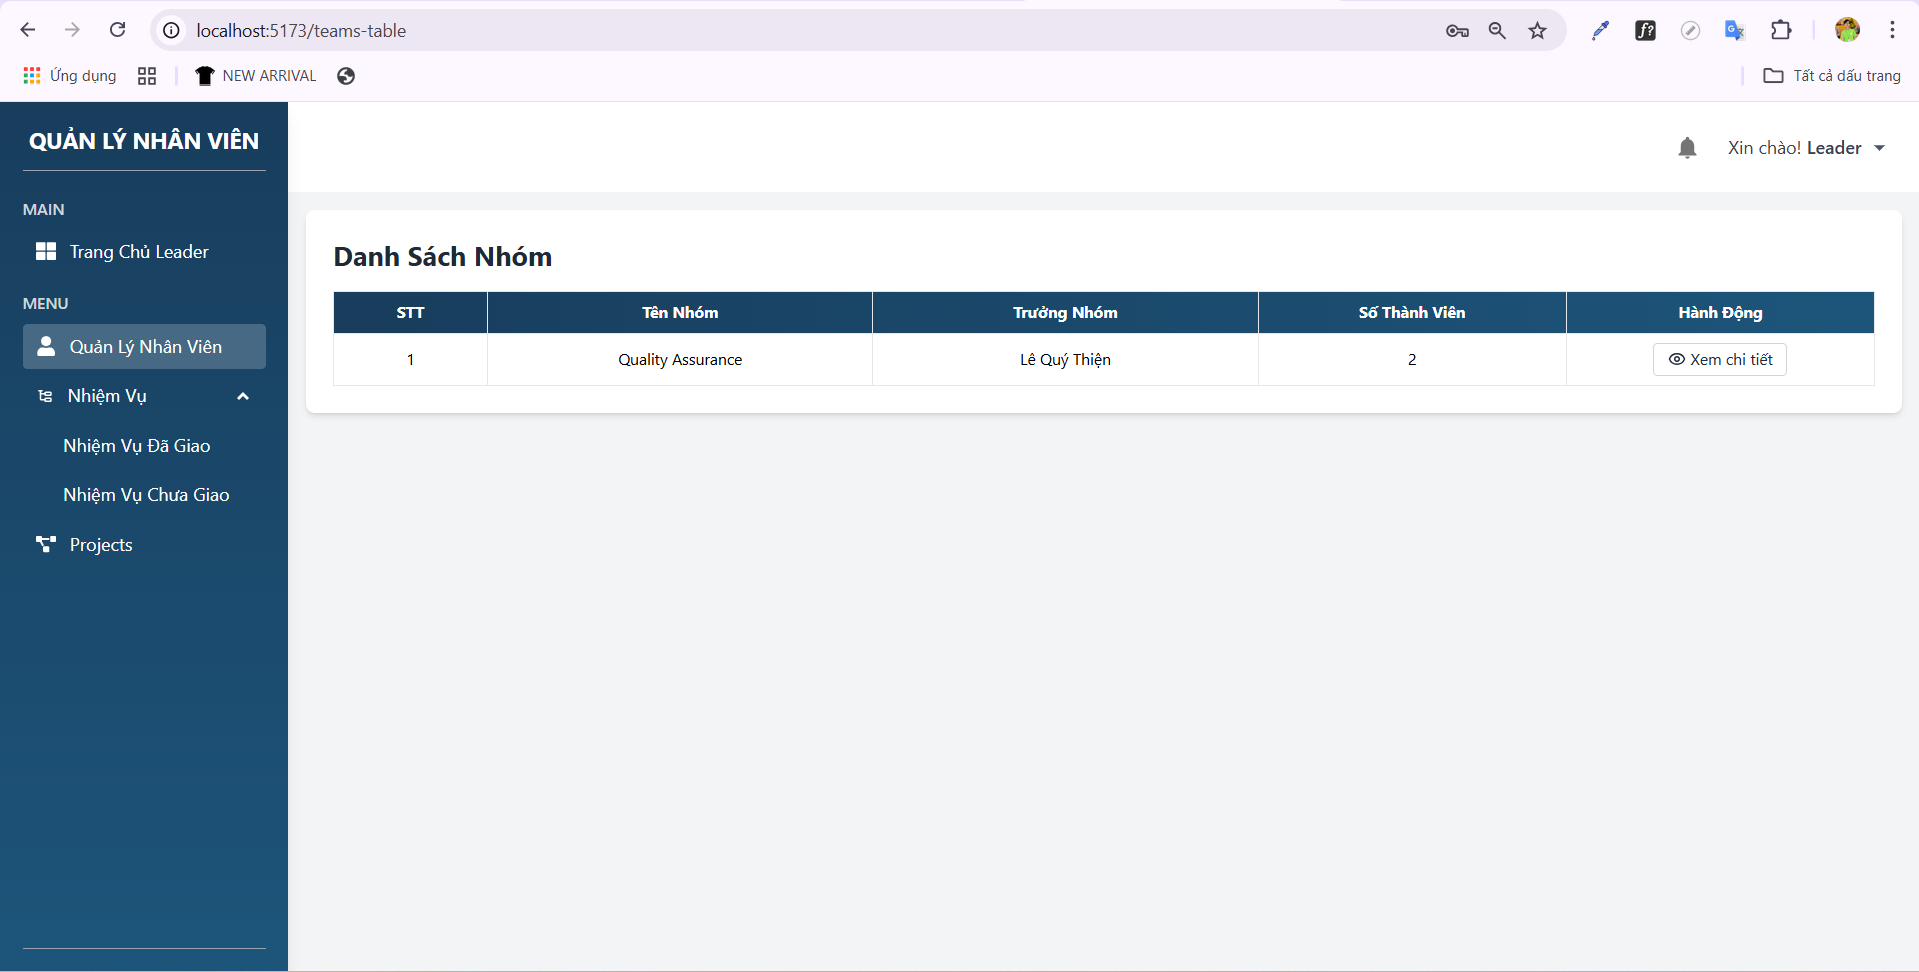 localhost:5173/teams-table
Ứng dụng
NEW ARRIVAL
Tất cả dấu trang
QUẢN LÝ NHÂN VIÊN
Xin chào! Leader
MAIN
Trang Chủ Leader
MENU
Quản Lý Nhân Viên
Nhiệm Vụ
Nhiệm Vụ Đã Giao
Nhiệm Vụ Chưa Giao
Projects
Danh Sách Nhóm
STT Tên Nhóm Trưởng Nhóm Số Thành Viên Hành Động
1 Quality Assurance Lê Quý Thiện 2 Xem chi tiết